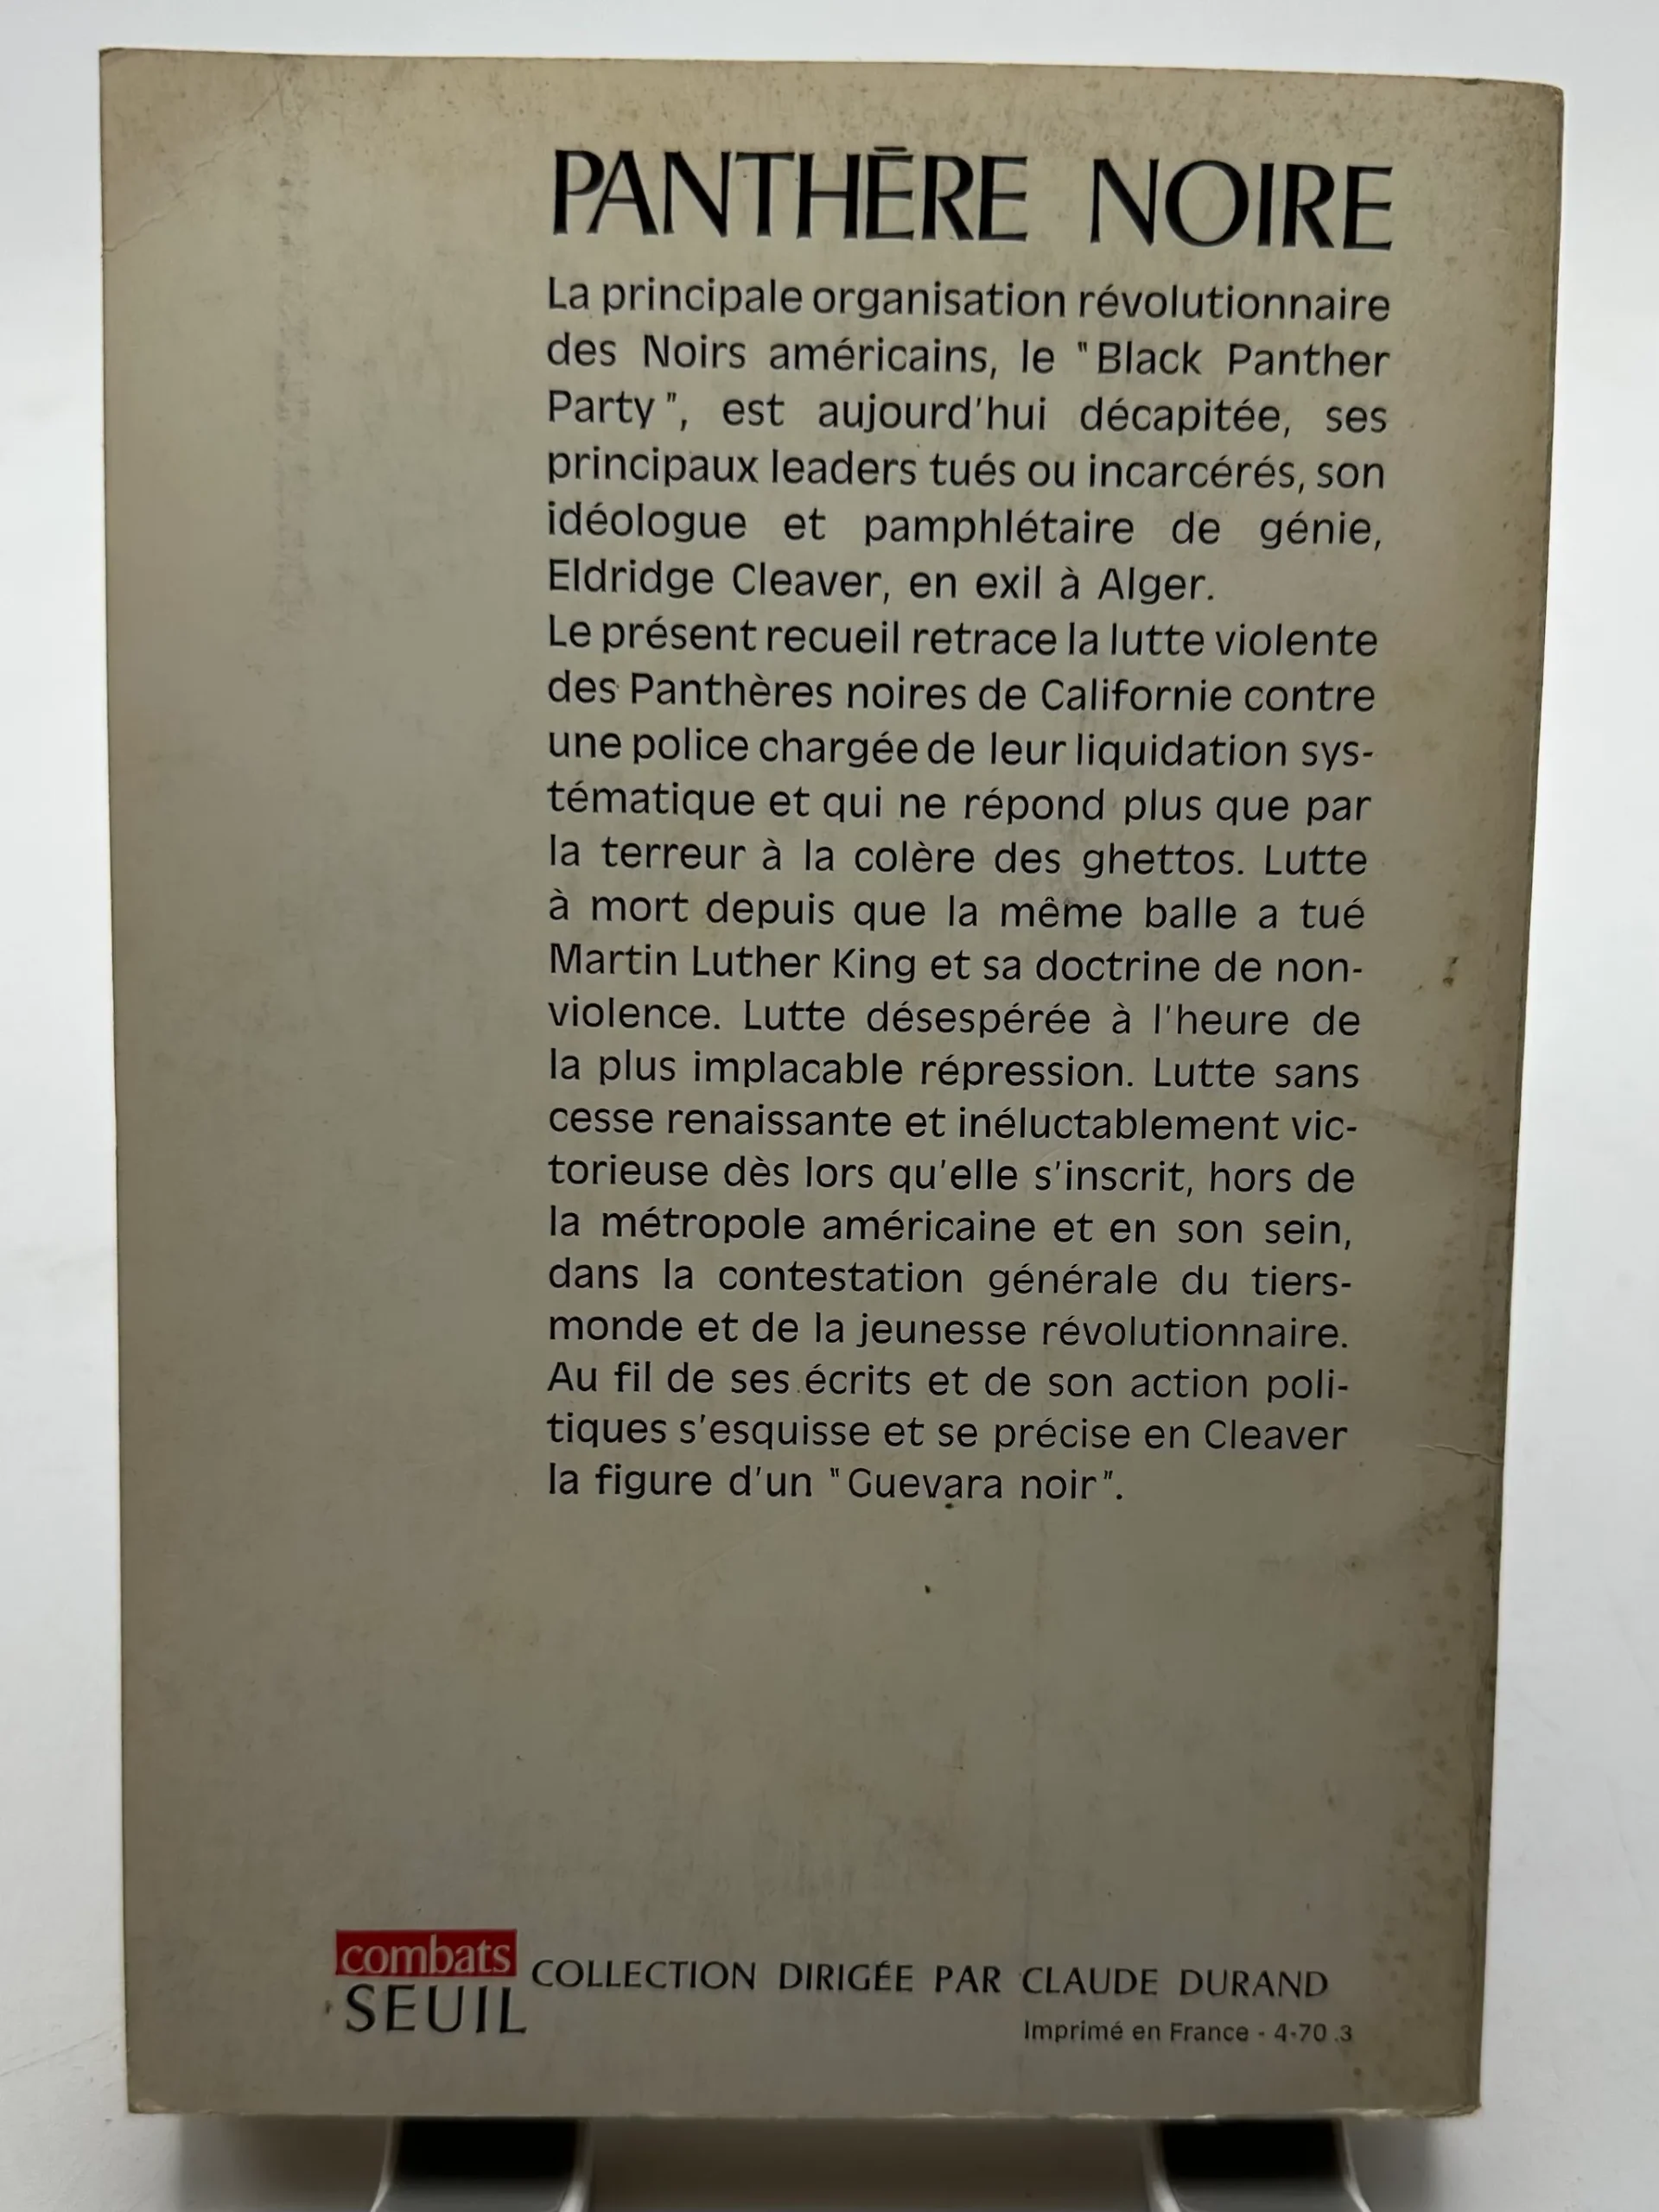 PANTHĒRE NOIRE
La principale organisation révolutionnaire
des Noirs américains, le "Black Panther
Party", est aujourd'hui décapitée, ses
principaux leaders tués ou incarcérés, son
idéologue et pamphlétaire de génie,
Eldridge Cleaver, en exil à Alger.
Le présent recueil retrace la lutte violente
des Panthères noires de Californie contre
une police chargée de leur liquidation sys-
tématique et qui ne répond plus que par
la terreur à la colère des ghettos. Lutte
à mort depuis que la même balle a tué
Martin Luther King et sa doctrine de non-
violence. Lutte désespérée à l'heure de
la plus implacable répression. Lutte sans
cesse renaissante et inéluctablement vic-
torieuse dès lors qu'elle s'inscrit, hors de
la métropole américaine et en son sein,
dans la contestation générale du tiers-
monde et de la jeunesse révolutionnaire.
Au fil de ses écrits et de son action poli-
tiques s'esquisse et se précise en Cleaver
la figure d'un "Guevara noir".
combats
SEUIL
COLLECTION DIRIGÉE PAR CLAUDE DURAND
Imprimé en France - 4-70.3